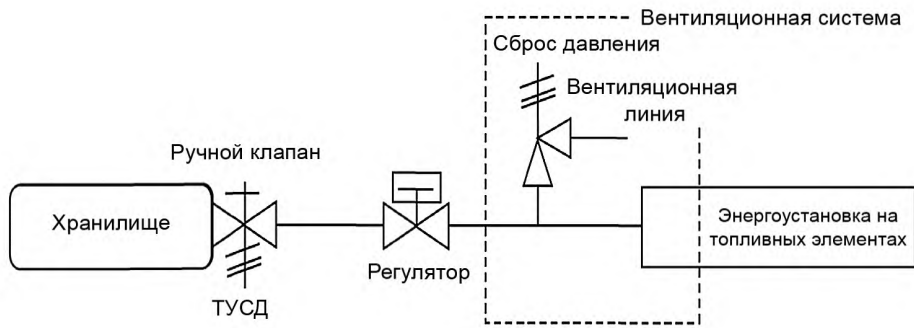 Вентиляционная система
Сброс давления
Вентиляционная
линия
Ручной клапан
Хранилище
Энергоустановка на
топливных элементах
Регулятор
ТУСД